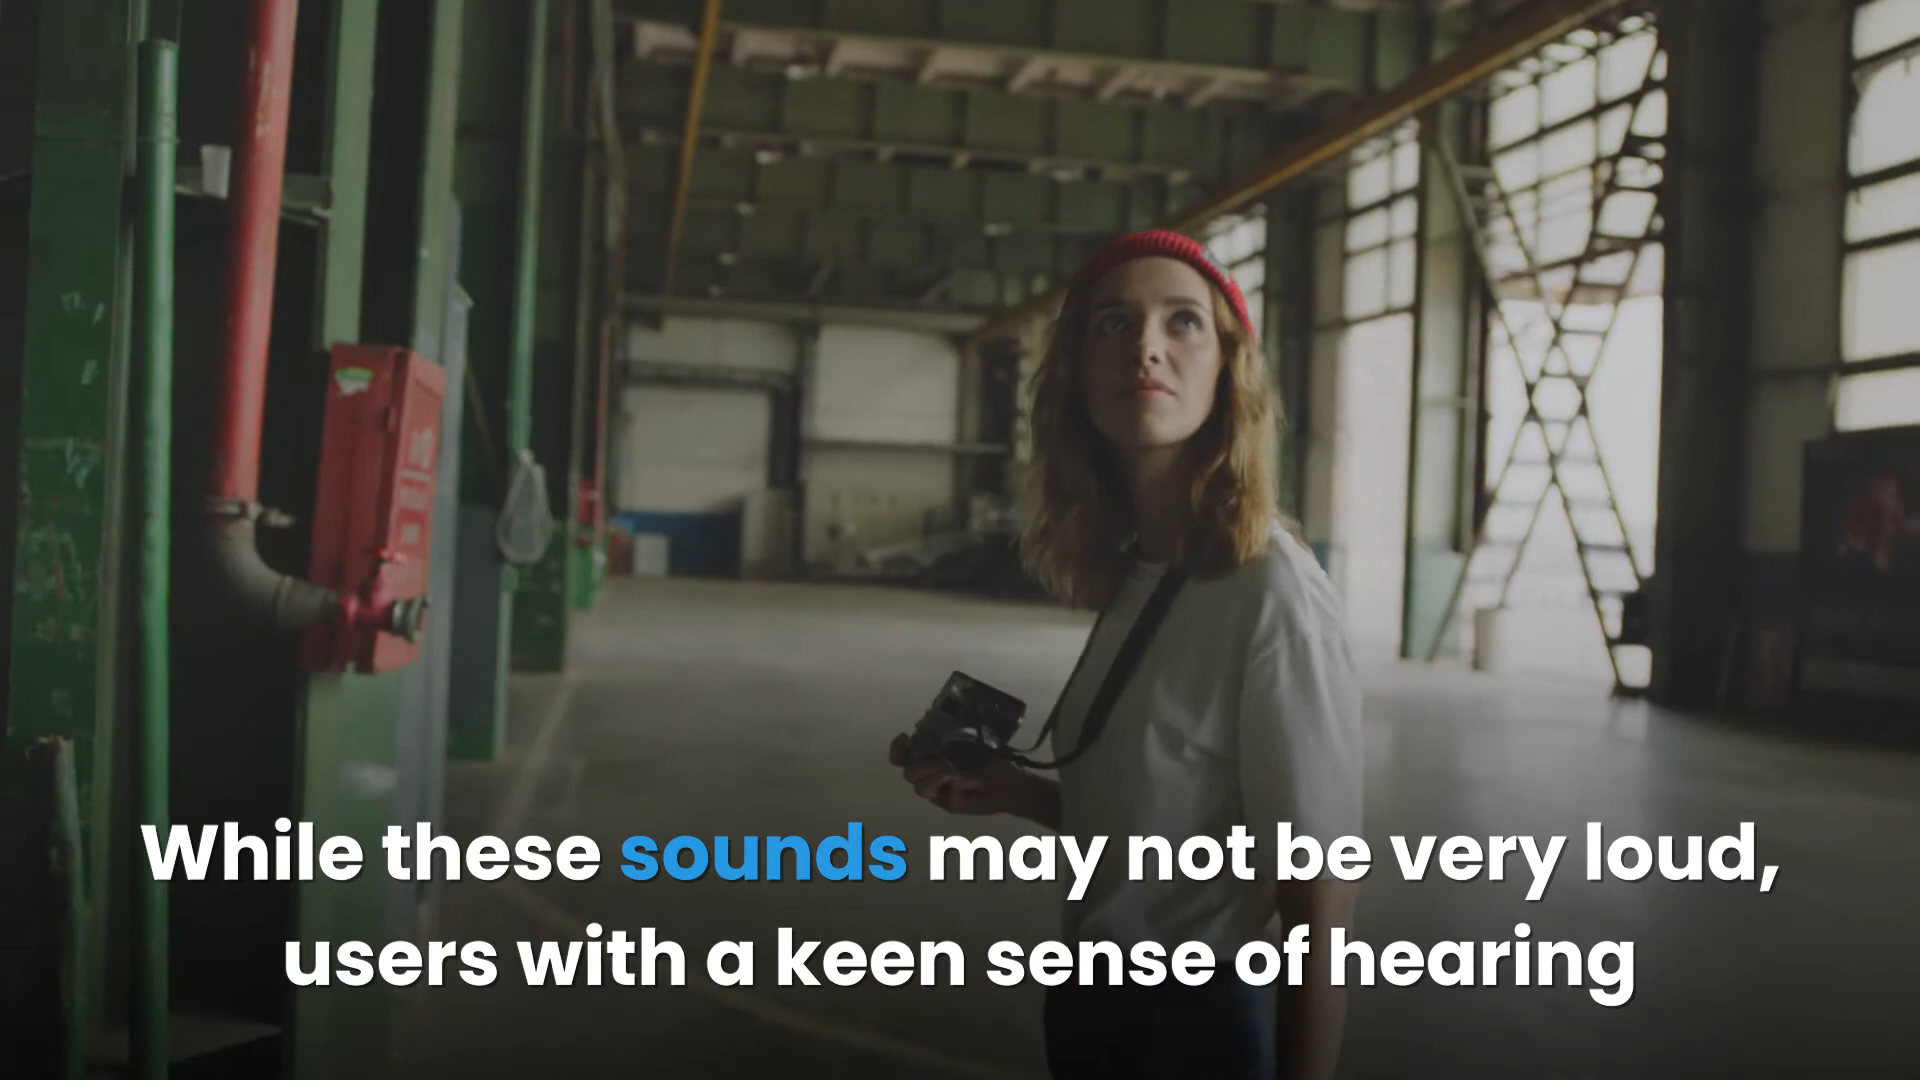 While these sounds may not be very loud,
users with a keen sense of hearing